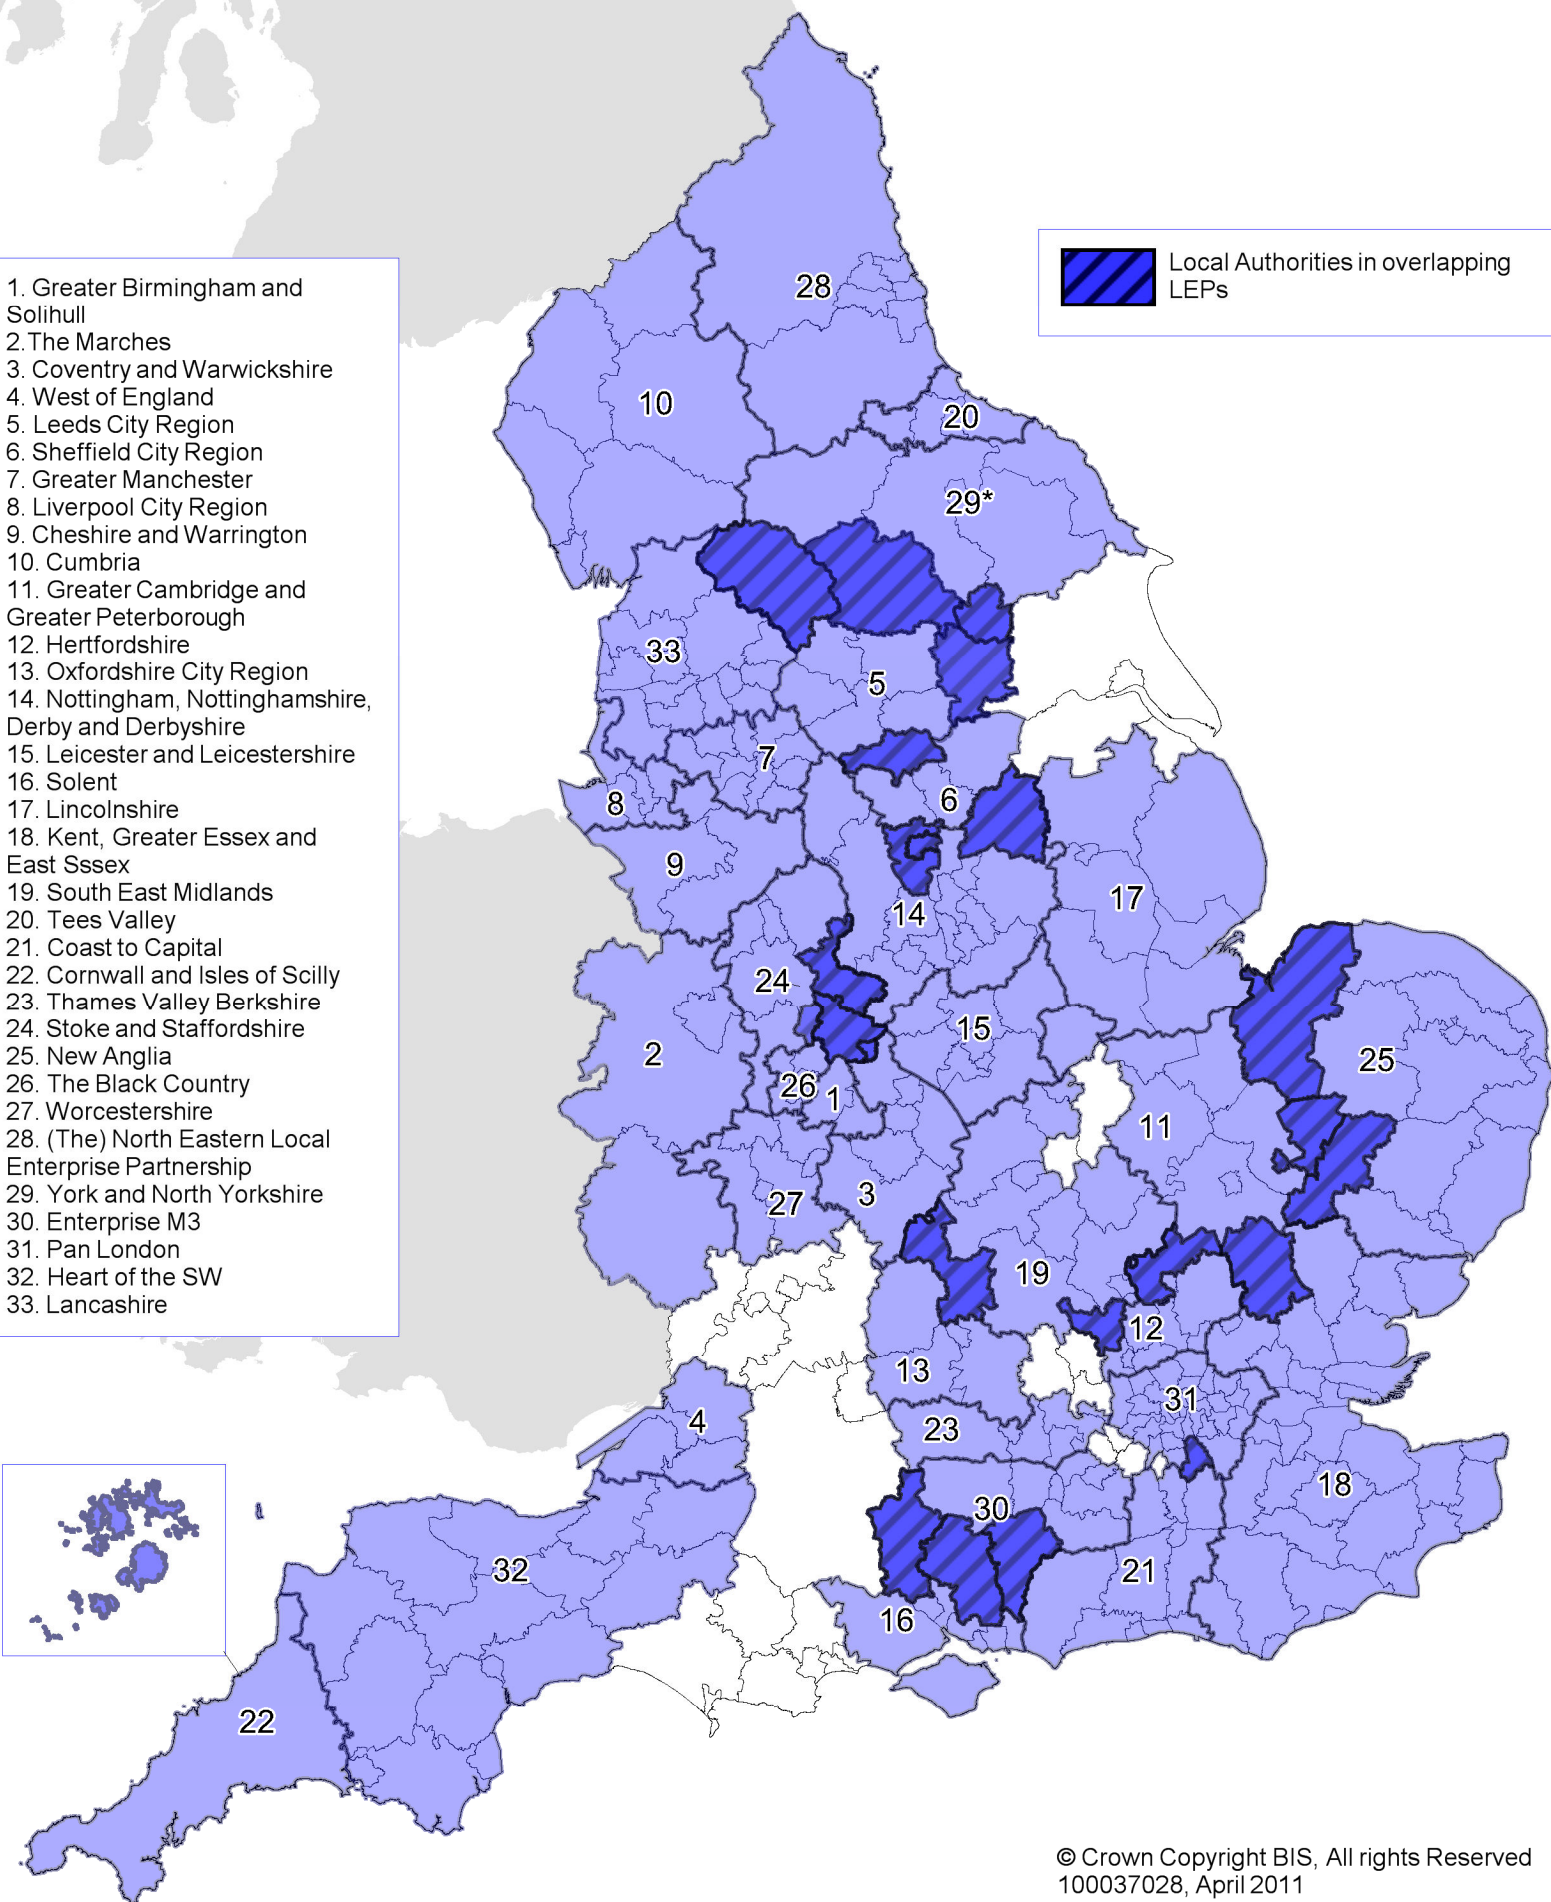 1. Greater Birmingham and
Solihull
2.The Marches
3. Coventry and Warwickshire
4. West of England
5. Leeds City Region
6. Sheffield City Region
7. Greater Manchester
8. Liverpool City Region
9. Cheshire and Warrington
10. Cumbria
11. Greater Cambridge and
Greater Peterborough
12. Hertfordshire
13. Oxfordshire City Region
14. Nottingham, Nottinghamshire,
Derby and Derbyshire
15. Leicester and Leicestershire
16. Solent
17. Lincolnshire
18. Kent, Greater Essex and
East Sssex
19. South East Midlands
20. Tees Valley
21. Coast to Capital
22. Cornwall and Isles of Scilly
23. Thames Valley Berkshire
24. Stoke and Staffordshire
25. New Anglia
26. The Black Country
27. Worcestershire
28. (The) North Eastern Local
Enterprise Partnership
29. York and North Yorkshire
30. Enterprise M3
31. Pan London
32. Heart of the SW
33. Lancashire
Local Authorities in overlapping
LEPs
28
10
20
29*
33
5
7
8
6
9
17
14
24
15
2
25
26
1
11
27
3
19
12
13
31
4
23
18
30
32
21
16
22
© Crown Copyright BIS, All rights Reserved
100037028, April 2011